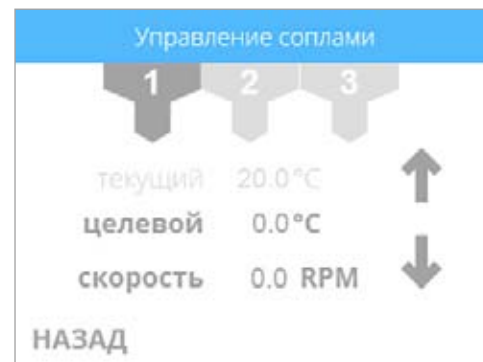 Управление соплами
1 2 3
текущий 20.0°C
целевой 0.0°C
скорость 0.0 RPM
НАЗАД